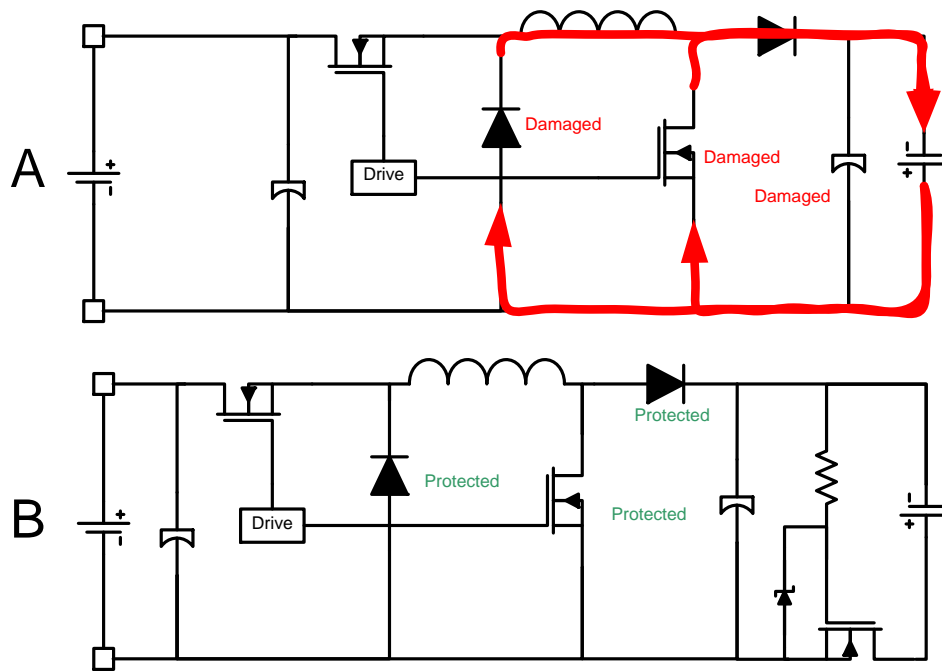 Damaged
A
Damaged
Drive
Damaged
+
-
-
+
Protected
Protected
B
Drive
Protected
+
-
-
+